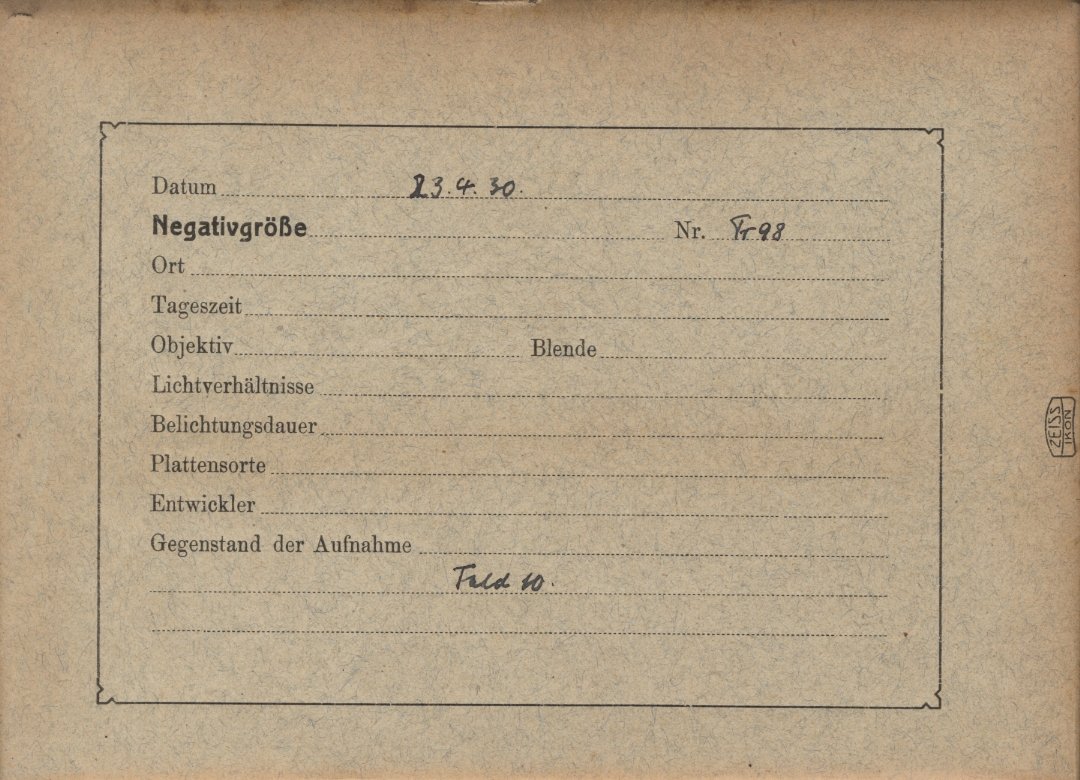 Datum 23.4.30.
Negativgröße Nr. Tr 98
Ort
Tageszeit
Objektiv Blende
Lichtverhältnisse
Belichtungsdauer
Plattensorte
Entwickler
Gegenstand der Aufnahme
Feld 10.
ZEISS
IKON